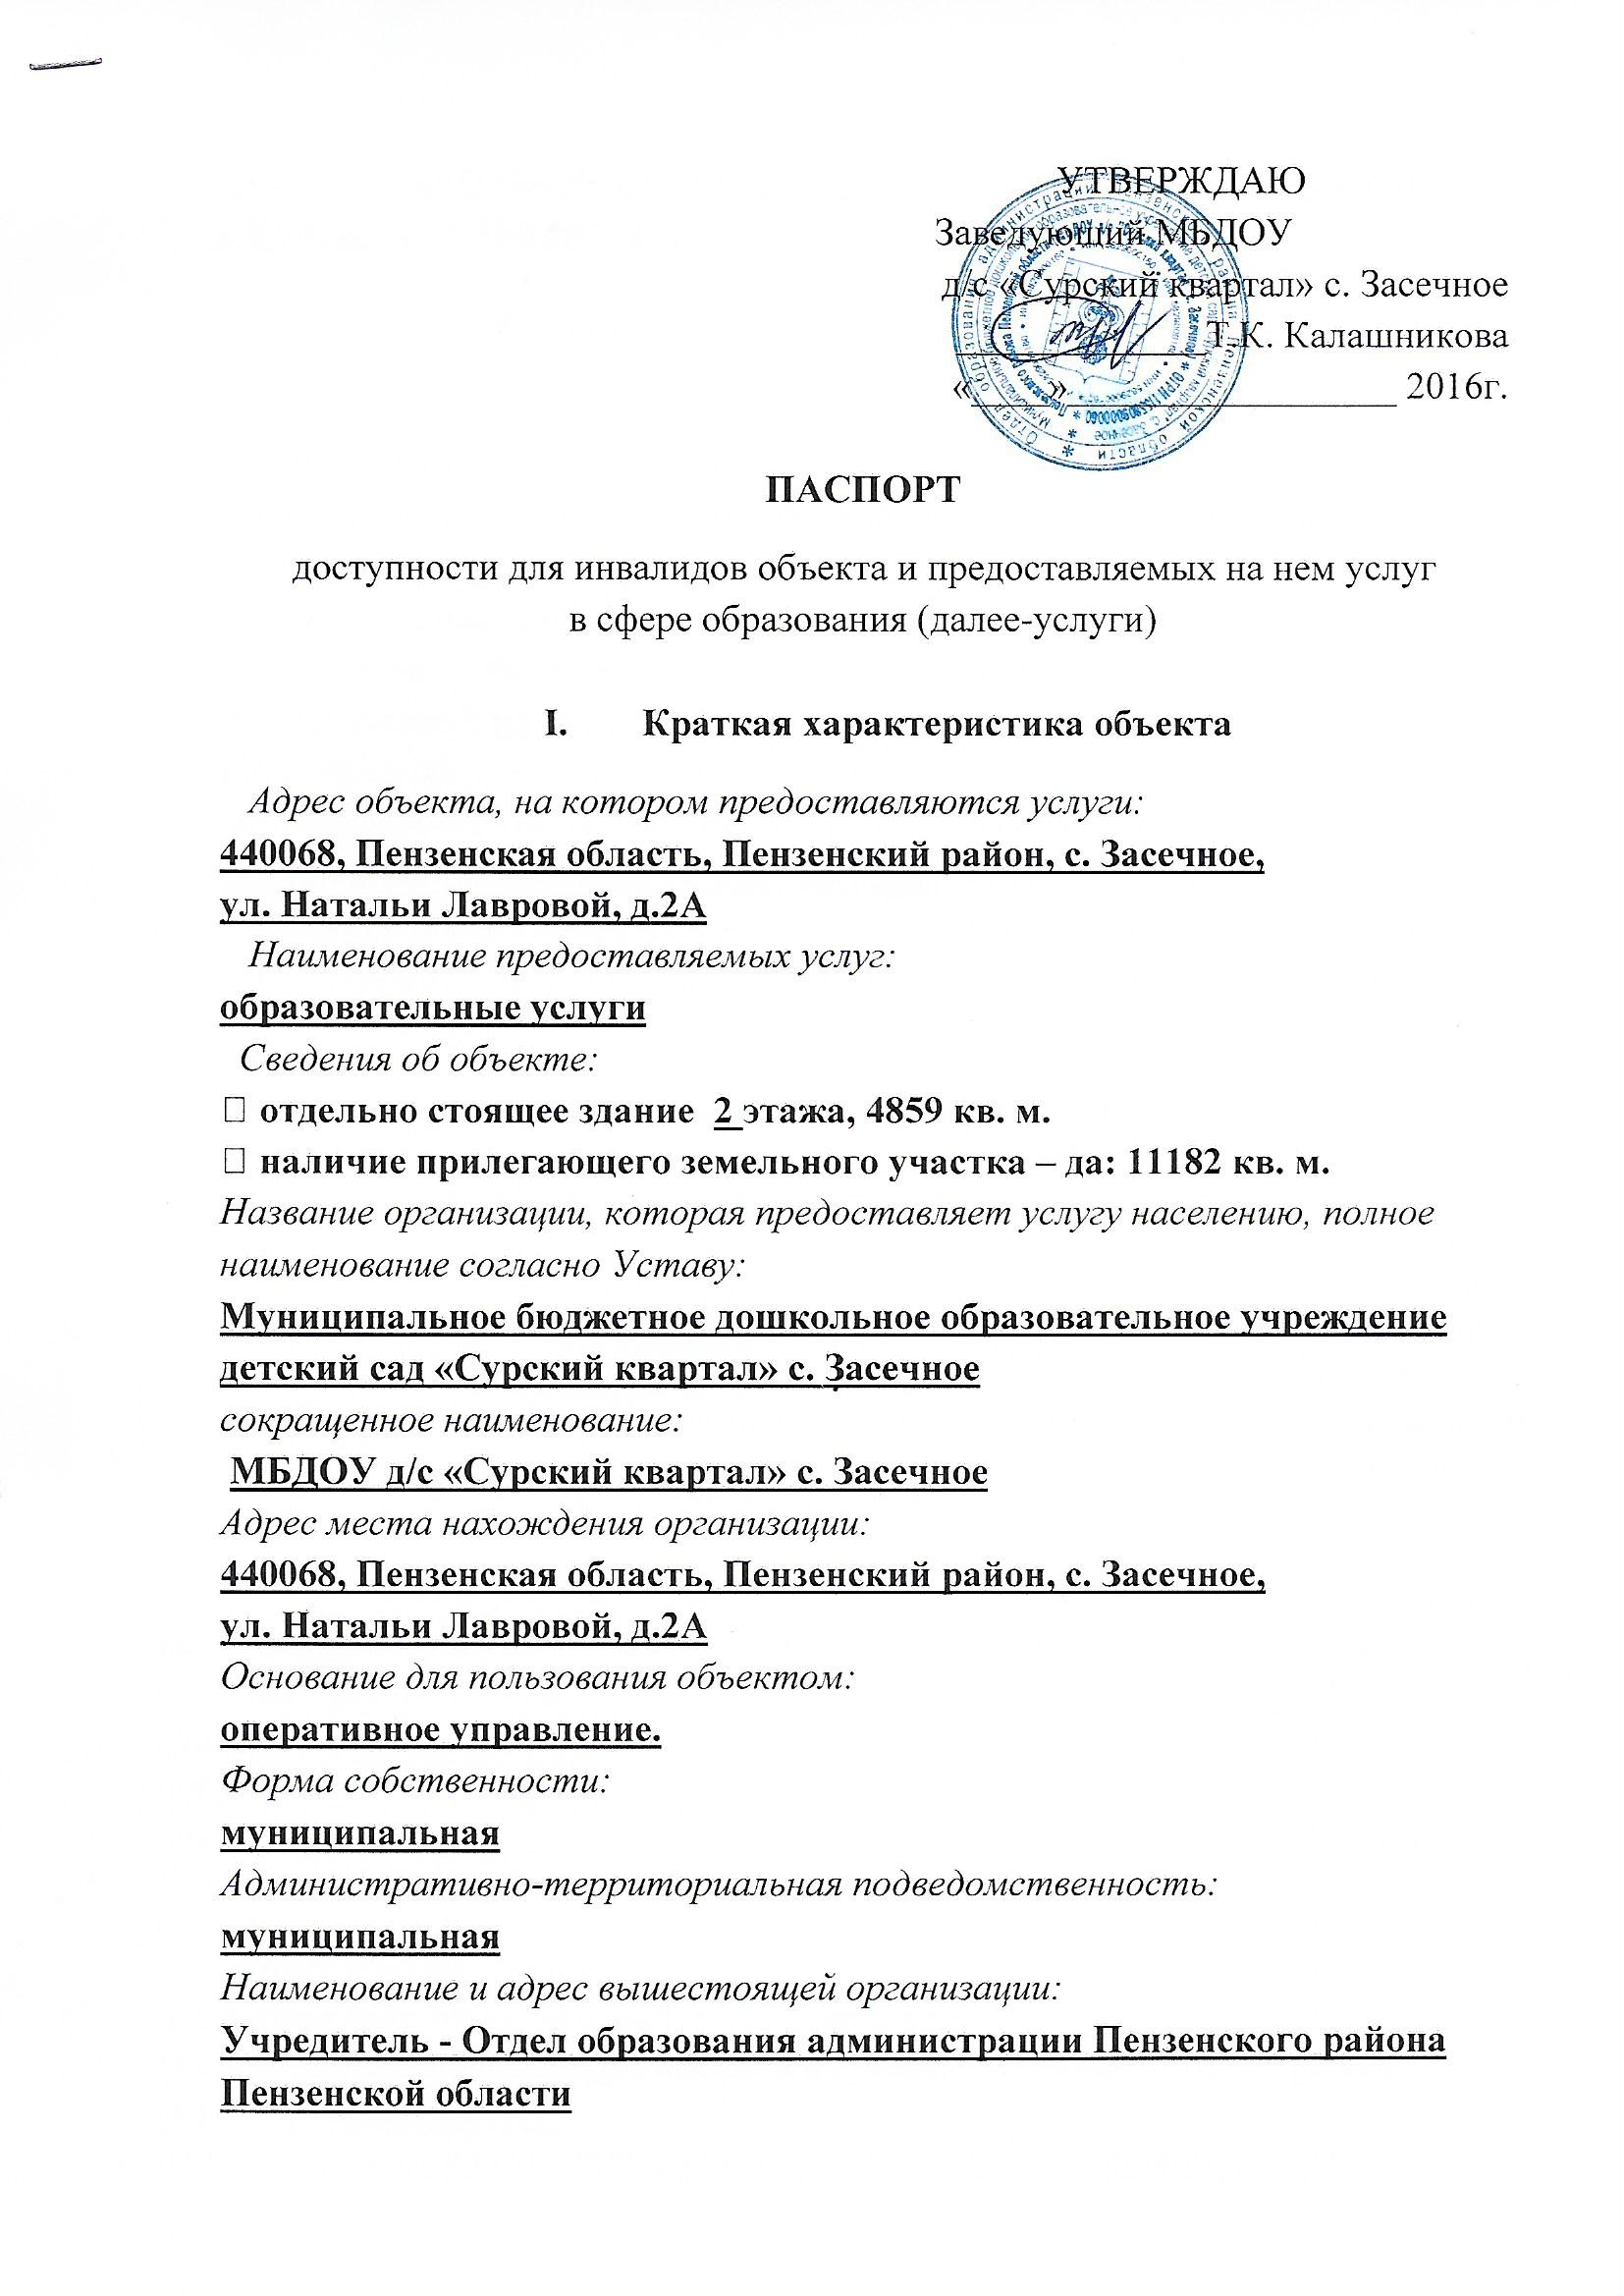 УТВЕРЖДАЮ
Заведующий МБДОУ
д/с «Сурский квартал» с. Засечное
_____________Т.К. Калашникова
«____»_________________ 2016г.
ПАСПОРТ
доступности для инвалидов объекта и предоставляемых на нем услуг
в сфере образования (далее-услуги)
I. Краткая характеристика объекта
Адрес объекта, на котором предоставляются услуги:
440068, Пензенская область, Пензенский район, с. Засечное,
ул. Натальи Лавровой, д.2А
Наименование предоставляемых услуг:
образовательные услуги
Сведения об объекте:
□ отдельно стоящее здание 2 этажа, 4859 кв. м.
□ наличие прилегающего земельного участка – да: 11182 кв. м.
Название организации, которая предоставляет услугу населению, полное
наименование согласно Уставу:
Муниципальное бюджетное дошкольное образовательное учреждение
детский сад «Сурский квартал» с. Засечное
сокращенное наименование:
МБДОУ д/с «Сурский квартал» с. Засечное
Адрес места нахождения организации:
440068, Пензенская область, Пензенский район, с. Засечное,
ул. Натальи Лавровой, д.2А
Основание для пользования объектом:
оперативное управление.
Форма собственности:
муниципальная
Административно-территориальная подведомственность:
муниципальная
Наименование и адрес вышестоящей организации:
Учредитель - Отдел образования администрации Пензенского района
Пензенской области